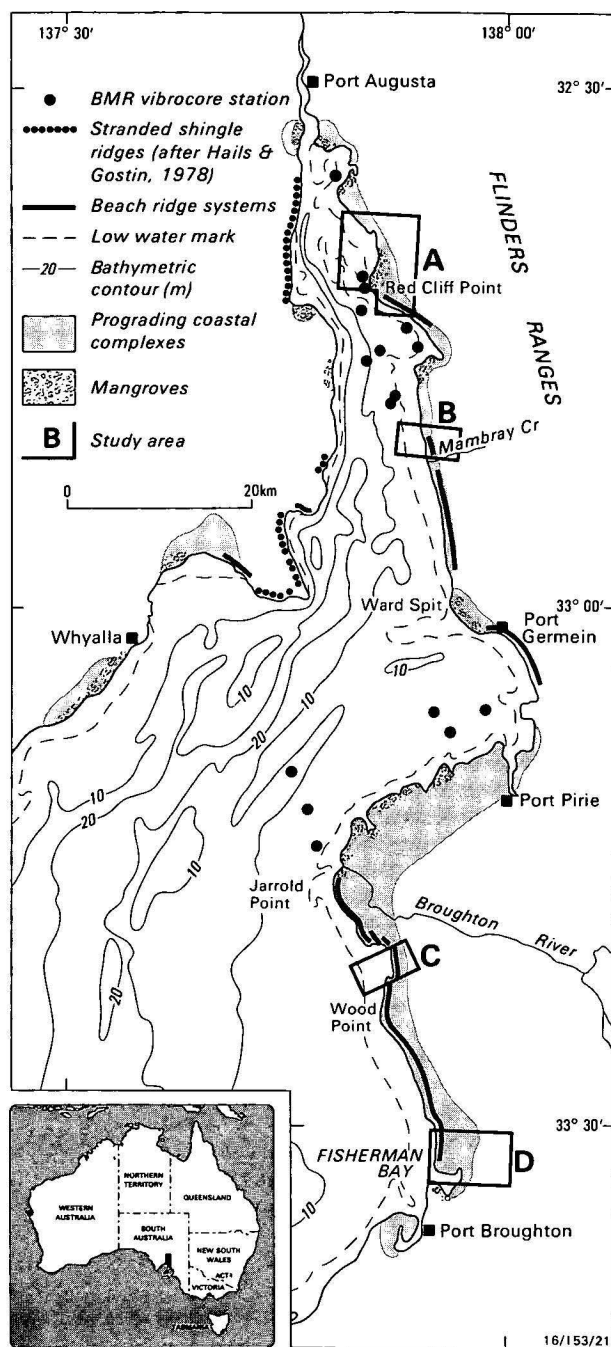 137° 30'
138° 00'
Port Augusta
32° 30'
BMR vibrocore station
Stranded shingle
ridges (after Hails &
Gostin, 1978)
Beach ridge systems
Low water mark
—20— Bathymetric
contour (m)
Prograding coastal
complexes
Mangroves
B Study area
0 20km
FLINDERS
RANGES
A
Red Cliff Point
B
Mambray Cr
Ward Spit
33° 00'
Port
Germein
Whyalla
10
10
10
10
20
10
20
10
Port Pirie
Jarrold
Point
Broughton
River
C
Wood
Point
20
33° 30'
FISHERMAN
BAY
D
10
Port Broughton
WESTERN
AUSTRALIA
NORTHERN
TERRITORY
QUEENSLAND
SOUTH
AUSTRALIA
NEW SOUTH
WALES
ACT
VICTORIA
TASMANIA
16/153/21